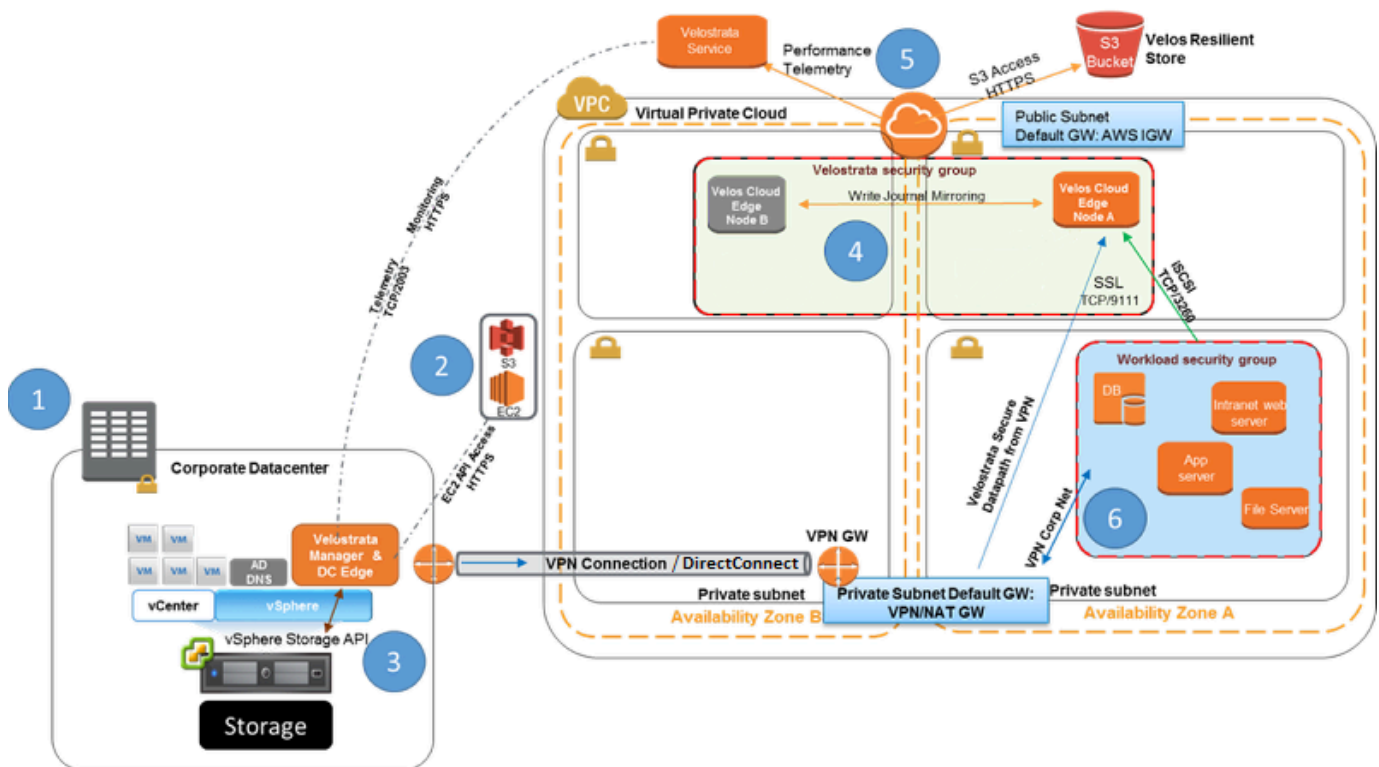 Velostrata
Service
Performance
Telemetry
5
S3 Access
HTTPS
S3
Bucket
Velos Resilient
Store
VPC
Virtual Private Cloud
Public Subnet
Default GW: AWS IGW
Velostrata security group
Velos Cloud
Edge
Node B
Write Journal Mirroring
Velos Cloud
Edge
Node A
4
SSL
TCP/9111
iSCSI
TCP/3260
Monitoring
HTTPS
Telemetry
TCP/2003
2
S3
EC2
EC2 API Access
HTTPS
1
Corporate Datacenter
VM
VM
VM
VM
VM
AD
DNS
Velostrata
Manager &
DC Edge
vCenter
vSphere
vSphere Storage API
3
Storage
VPN Connection / DirectConnect
VPN GW
Private subnet
Availability Zone B
Private Subnet Default GW:
VPN/NAT GW
Private subnet
Availability Zone A
Velostrata Secure
Datapath from VPN
VPN Corp Net
Workload security group
DB
Intranet web
server
App
server
File Server
6